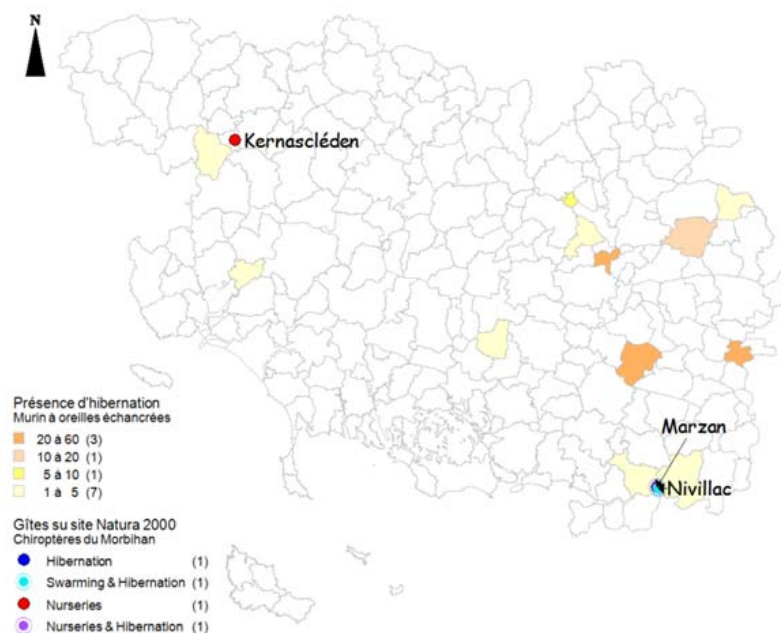 N
Kernascléden
Marzan
Nivillac
Présence d'hibernation
Murin à oreilles échancrées
20 à 60 (3)
10 à 20 (1)
5 à 10 (1)
1 à 5 (7)
Gîtes su site Natura 2000
Chiroptères du Morbihan
Hibernation (1)
Swarming & Hibernation (1)
Nurseries (1)
Nurseries & Hibernation (1)